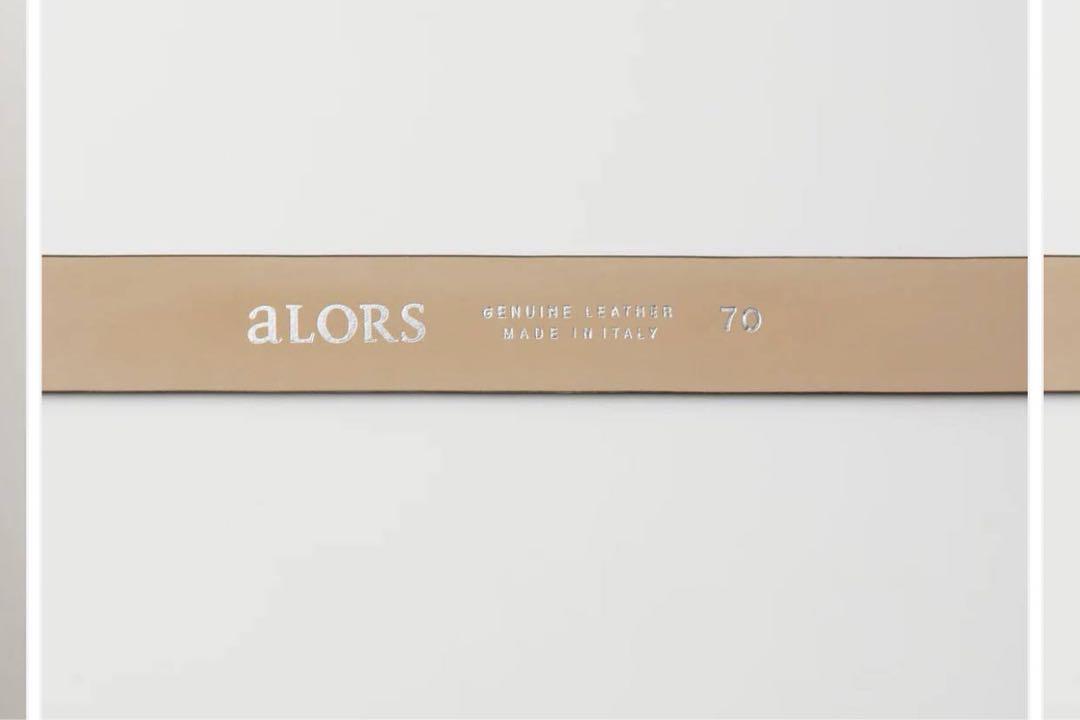 aLORS
GENUINE LEATHER
MADE IN ITALY
70